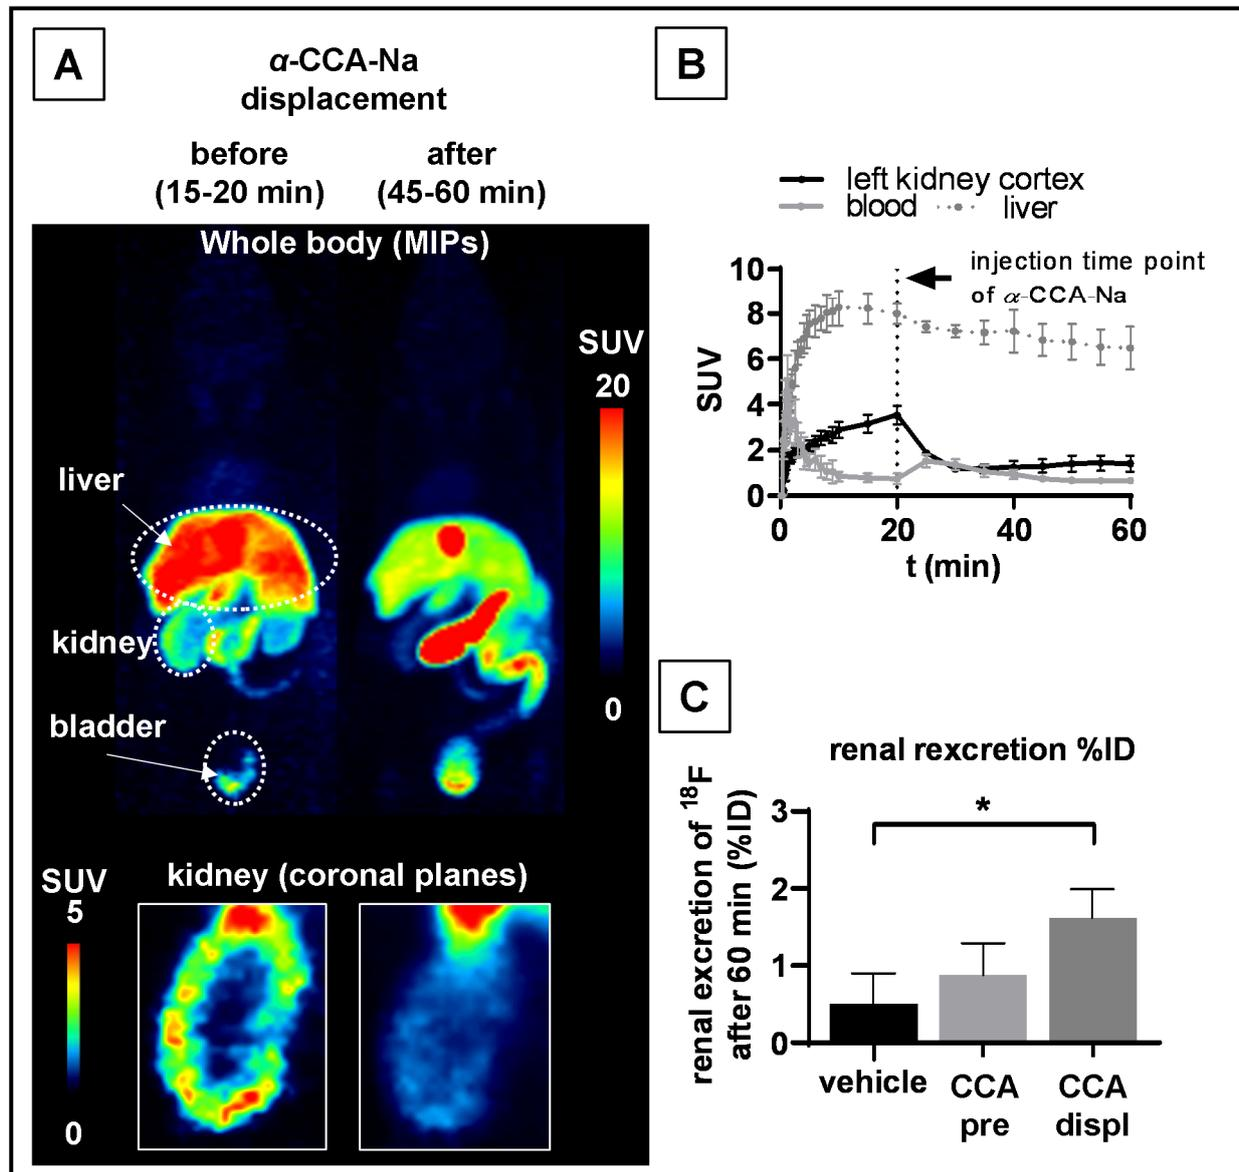 A
α-CCA-Na
displacement
before
(15-20 min)
after
(45-60 min)
Whole body (MIPs)
SUV
20
0
liver
kidney
bladder
SUV
5
0
kidney (coronal planes)
B
left kidney cortex
blood
liver
injection time point
of α-CCA-Na
SUV
10
8
6
4
2
0
0
20
40
60
t (min)
C
renal rexcretion %ID
renal excretion of ¹⁸F
after 60 min (%ID)
3
2
1
0
*
vehicle
CCA
pre
CCA
displ